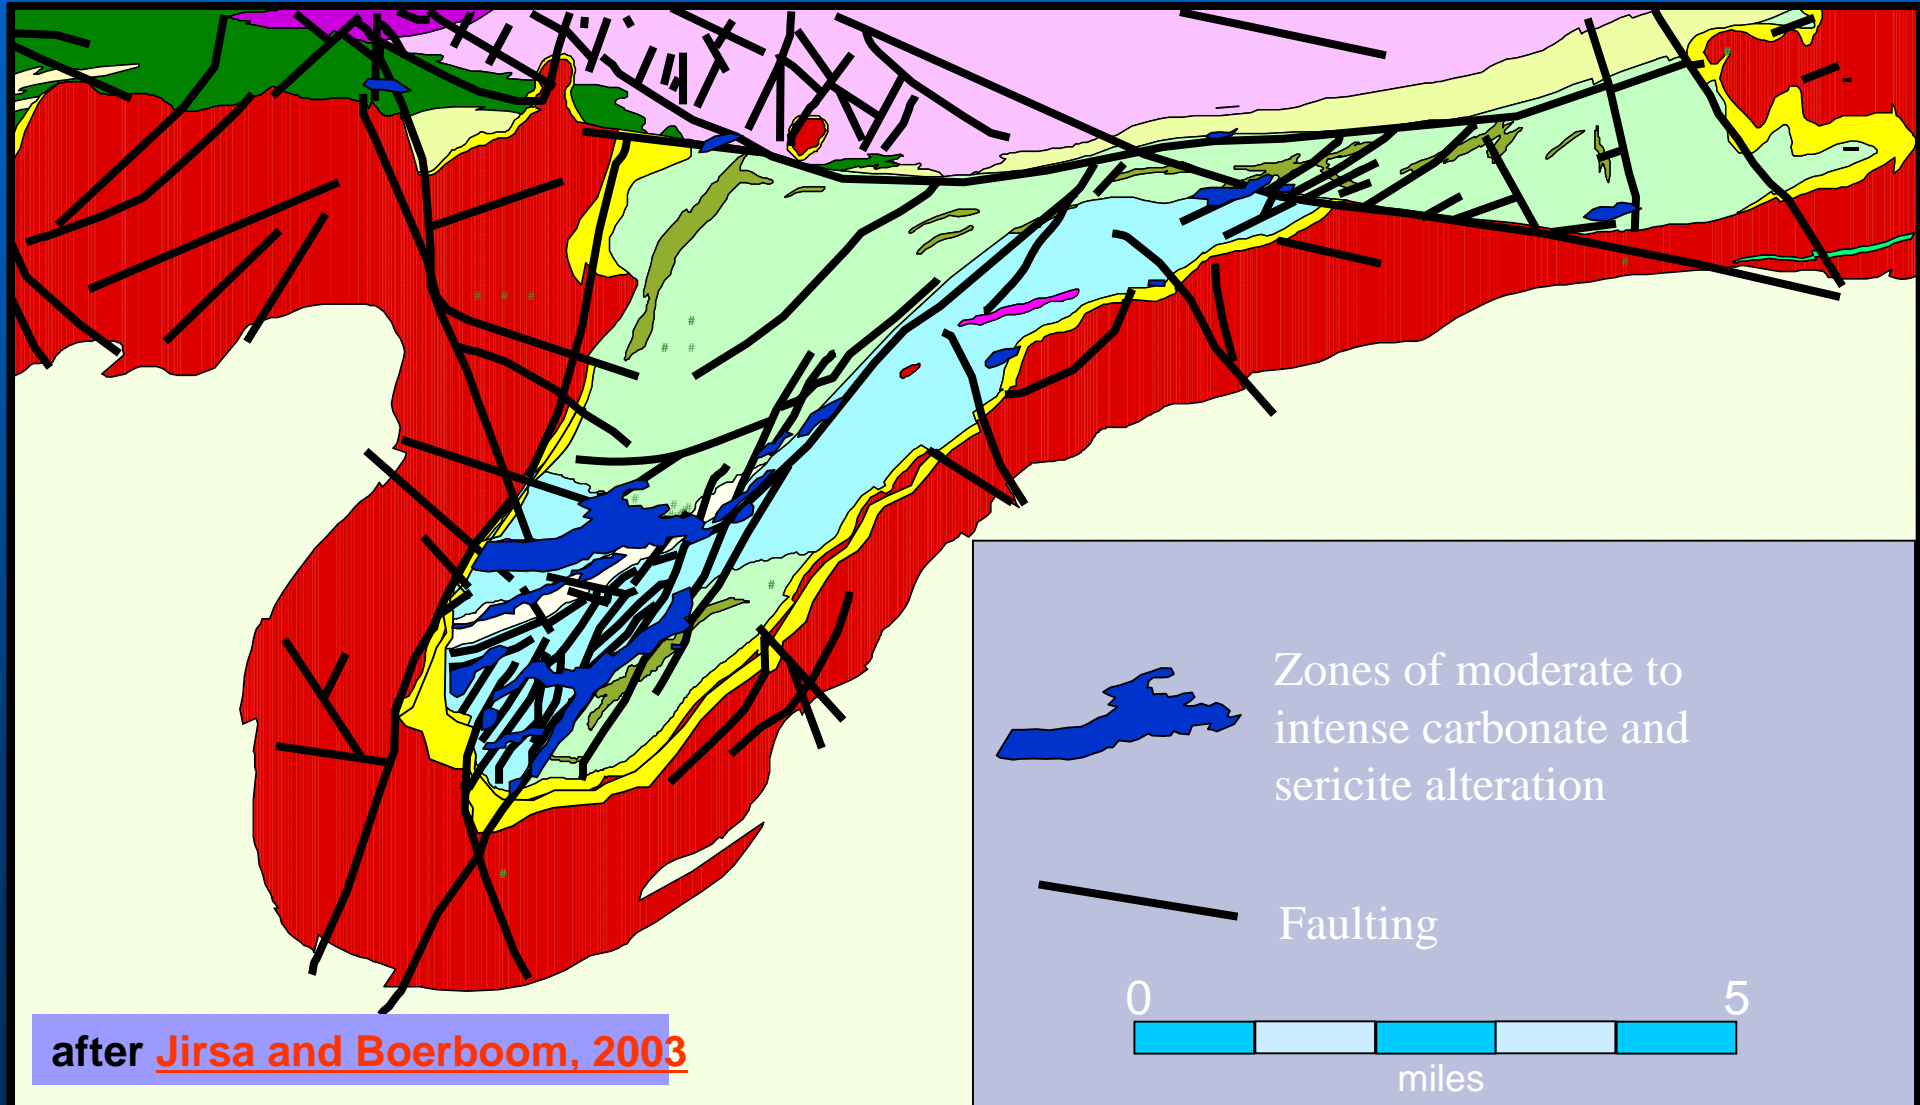 Zones of moderate to
intense carbonate and
sericite alteration
Faulting
0 5
miles
after Jirsa and Boerboom, 2003